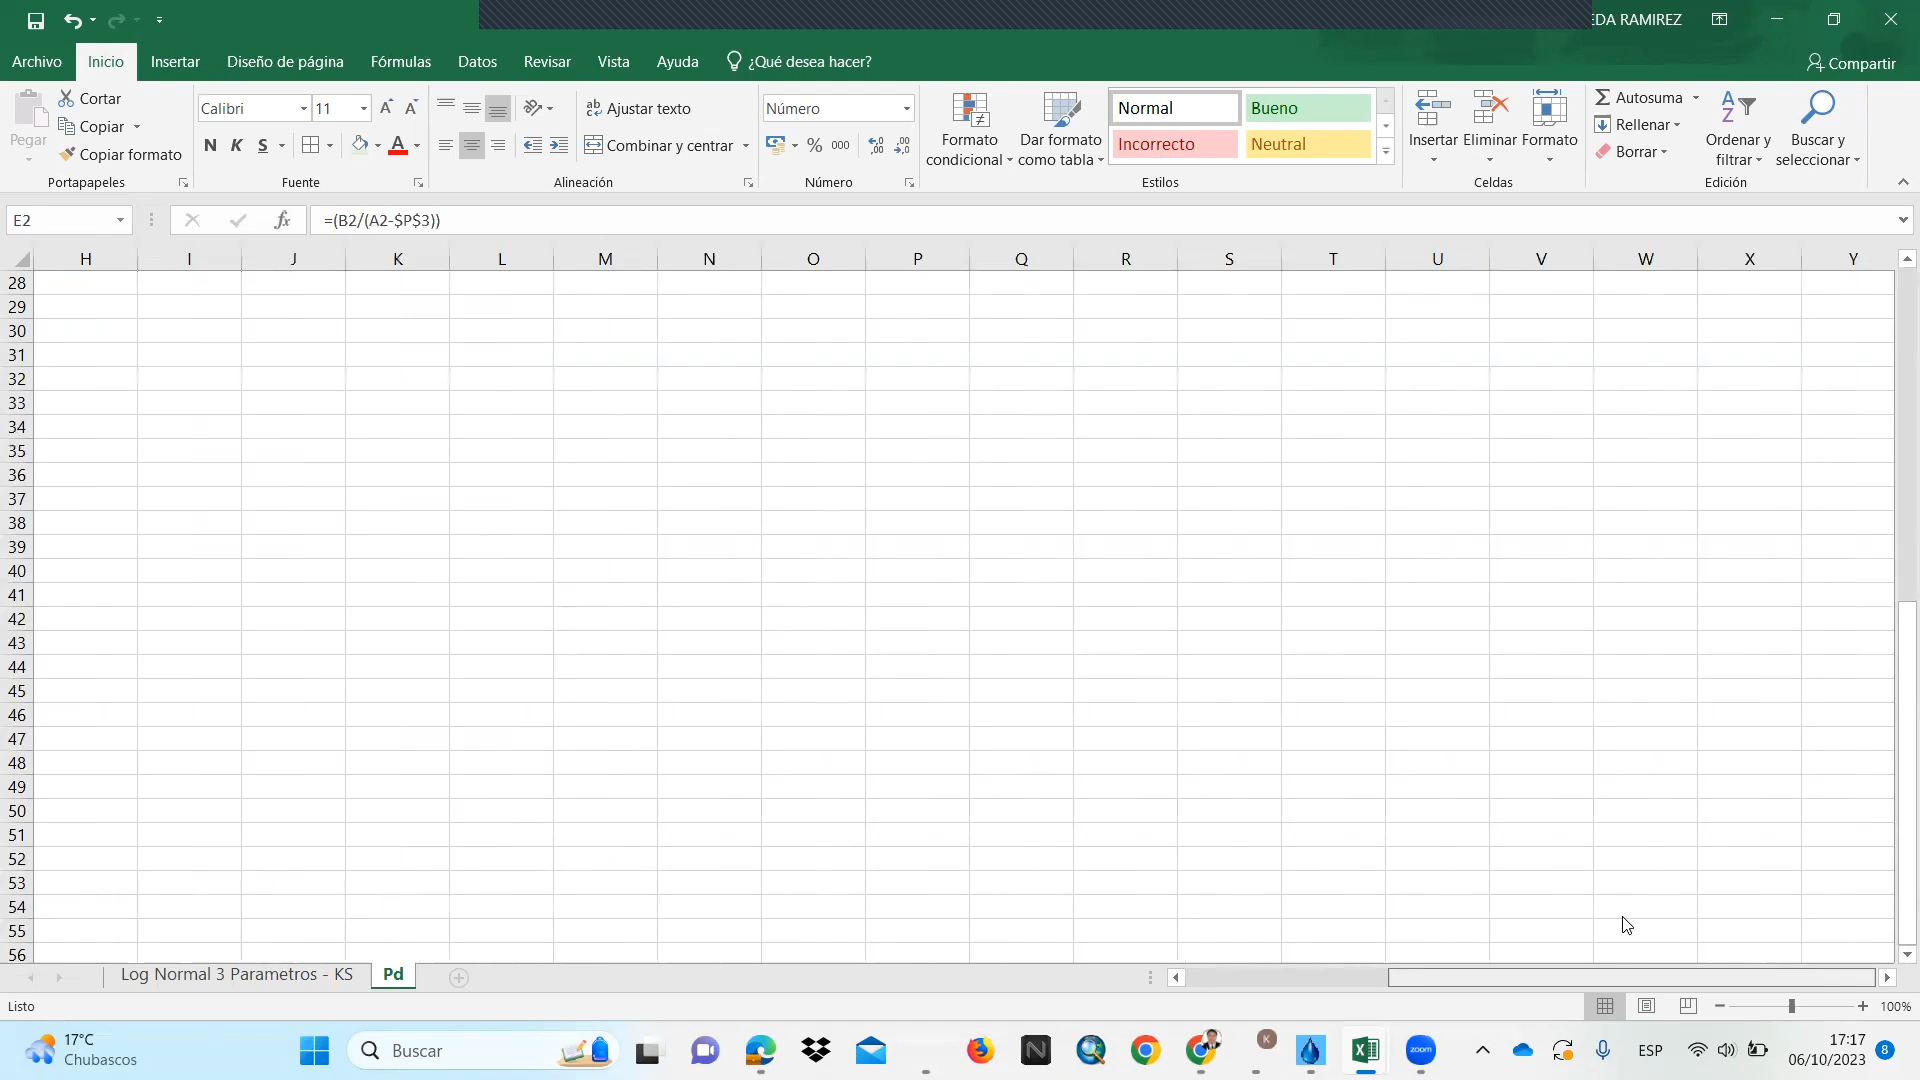 EDA RAMIREZ
Archivo Inicio Insertar Diseño de página Fórmulas Datos Revisar Vista Ayuda ¿Qué desea hacer? Compartir
Pegar
Cortar
Copiar
Copiar formato
Portapapeles
Calibri 11
N K S A
Fuente
Ajustar texto
Combinar y centrar
Alineación
Número
% 000
Número
Formato condicional
Dar formato como tabla
Normal Bueno
Incorrecto Neutral
Estilos
Insertar Eliminar Formato
Celdas
Autosuma
Rellenar
Borrar
Ordenar y filtrar
Buscar y seleccionar
Edición
E2 fx =(B2/(A2-$P$3))
H I J K L M N O P Q R S T U V W X Y
28
29
30
31
32
33
34
35
36
37
38
39
40
41
42
43
44
45
46
47
48
49
50
51
52
53
54
55
56
Log Normal 3 Parametros - KS Pd
Listo 100%
17°C
Chubascos
Buscar
zoom
ESP
17:17
06/10/2023
8